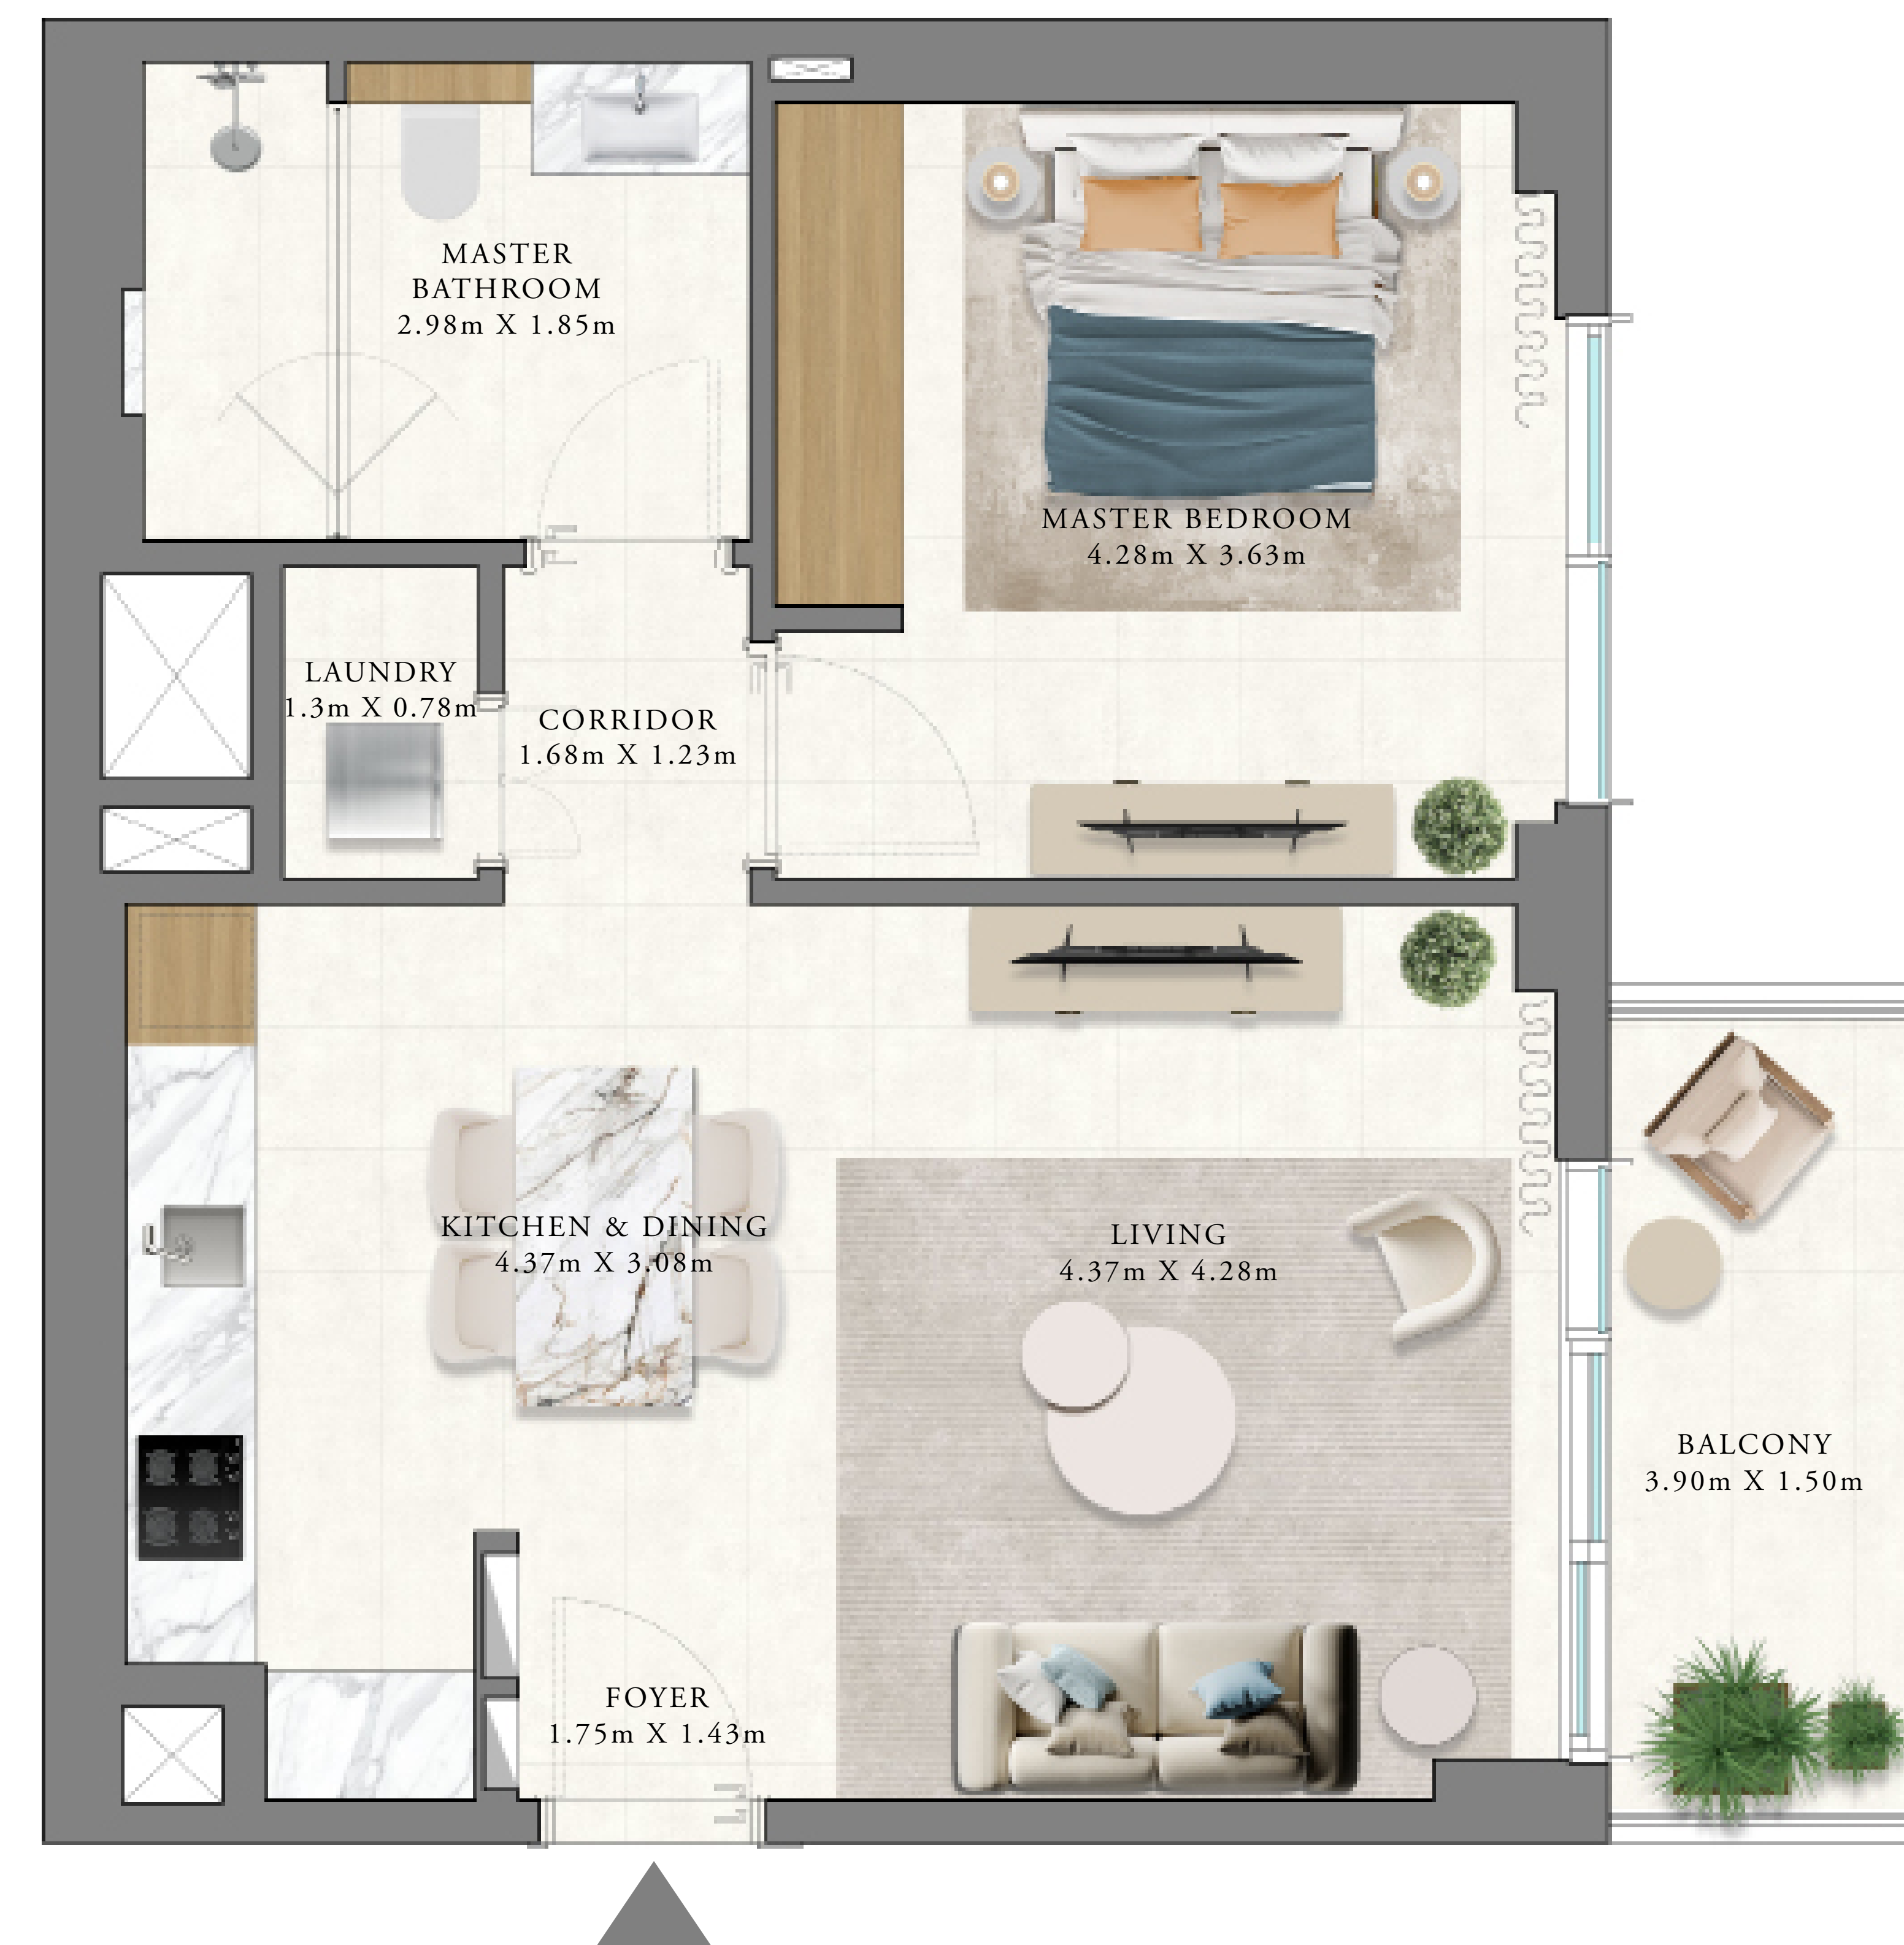 MASTER
BATHROOM
2.98m X 1.85m
MASTER BEDROOM
4.28m X 3.63m
LAUNDRY
1.3m X 0.78m
CORRIDOR
1.68m X 1.23m
KITCHEN & DINING
4.37m X 3.08m
LIVING
4.37m X 4.28m
BALCONY
3.90m X 1.50m
FOYER
1.75m X 1.43m